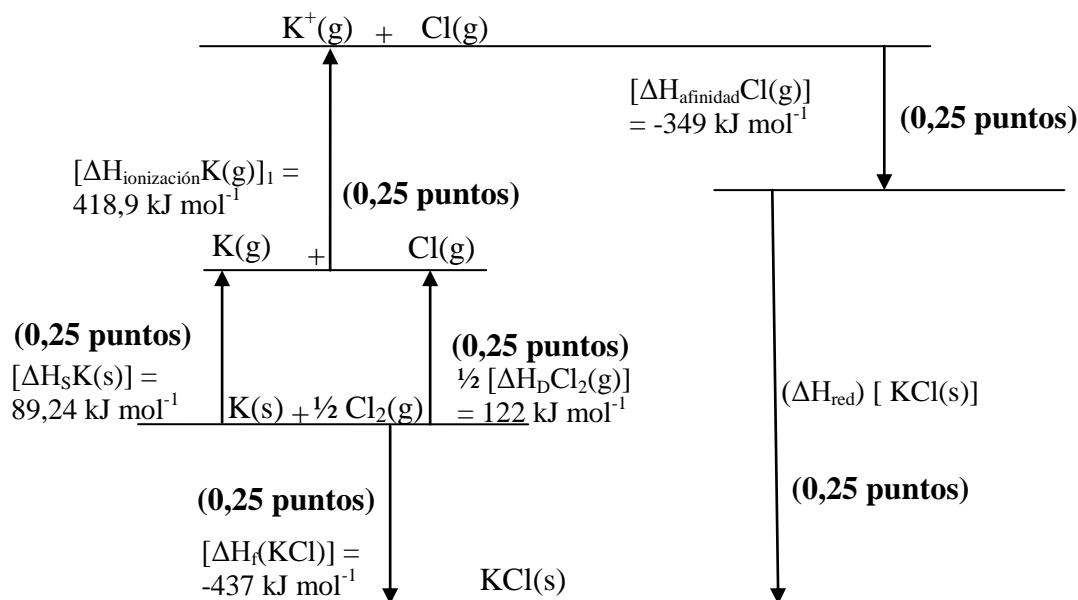 K⁺(g) + Cl(g)
[ΔH_afinidad Cl(g)]
= -349 kJ mol⁻¹
(0,25 puntos)
[ΔH_ionización K(g)]₁ =
418,9 kJ mol⁻¹
(0,25 puntos)
K(g) + Cl(g)
(0,25 puntos)
[ΔH_S K(s)] =
89,24 kJ mol⁻¹
(0,25 puntos)
½ [ΔH_D Cl₂(g)]
= 122 kJ mol⁻¹
K(s) + ½ Cl₂(g)
(ΔH_red) [ KCl(s)]
(0,25 puntos)
(0,25 puntos)
[ΔH_f(KCl)] =
-437 kJ mol⁻¹
KCl(s)